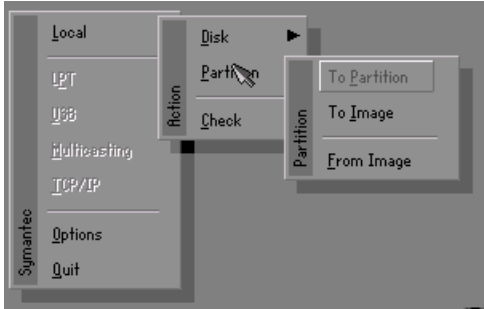 Local
LPT
USB
Multicasting
TCP/IP
Options
Quit
Symantec
Disk
Partition
Check
Action
To Partition
To Image
From Image
Partition